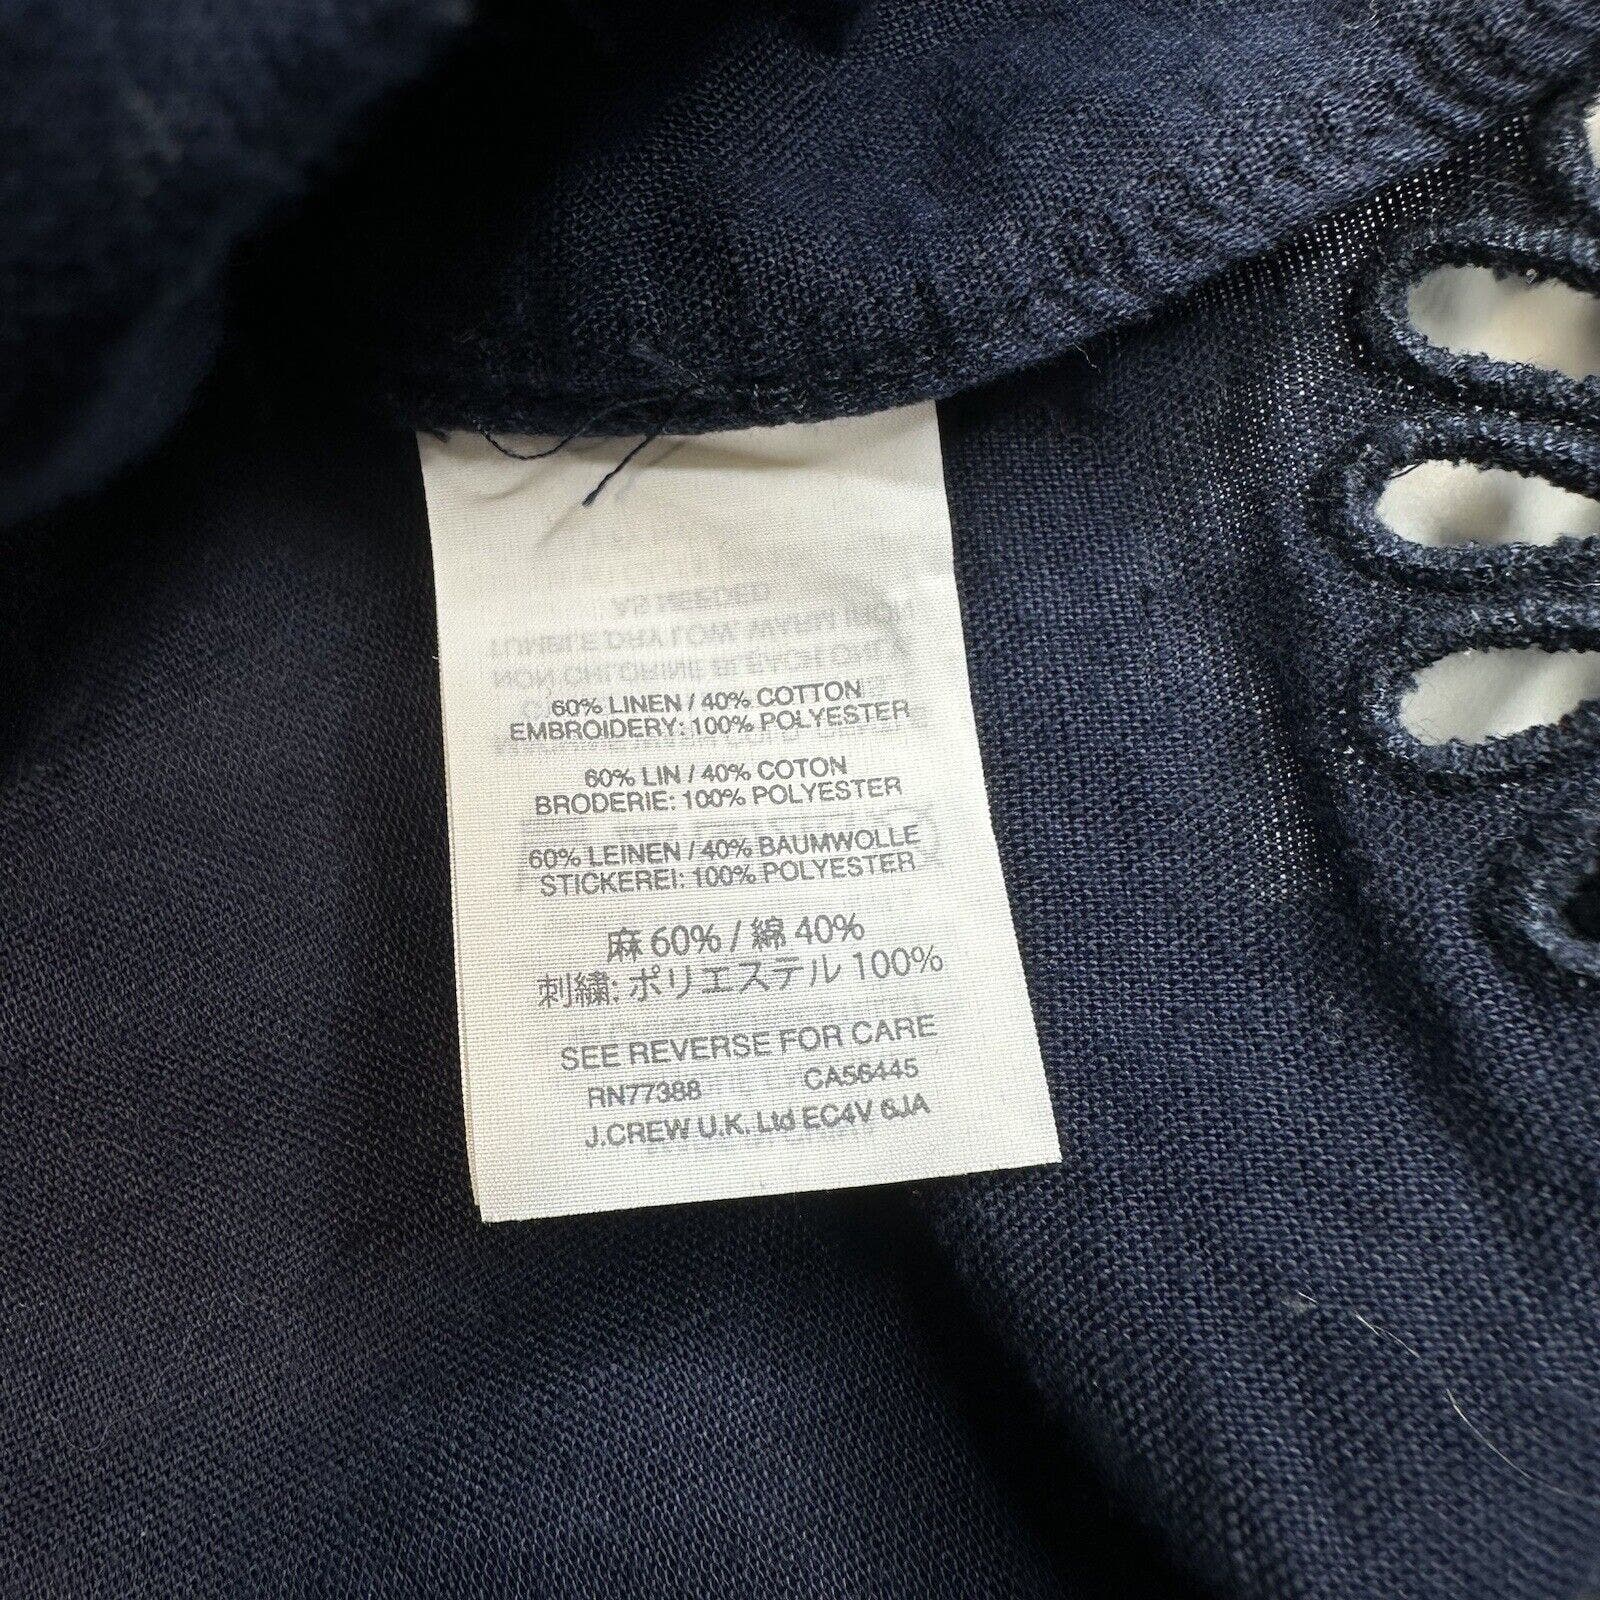 60% LINEN / 40% COTTON
EMBROIDERY: 100% POLYESTER
60% LIN / 40% COTON
BRODERIE: 100% POLYESTER
60% LEINEN / 40% BAUMWOLLE
STICKEREI: 100% POLYESTER
麻 60% / 綿 40%
刺繍: ポリエステル 100%
SEE REVERSE FOR CARE
RN77388 CA56445
J.CREW U.K. Ltd EC4V 6JA